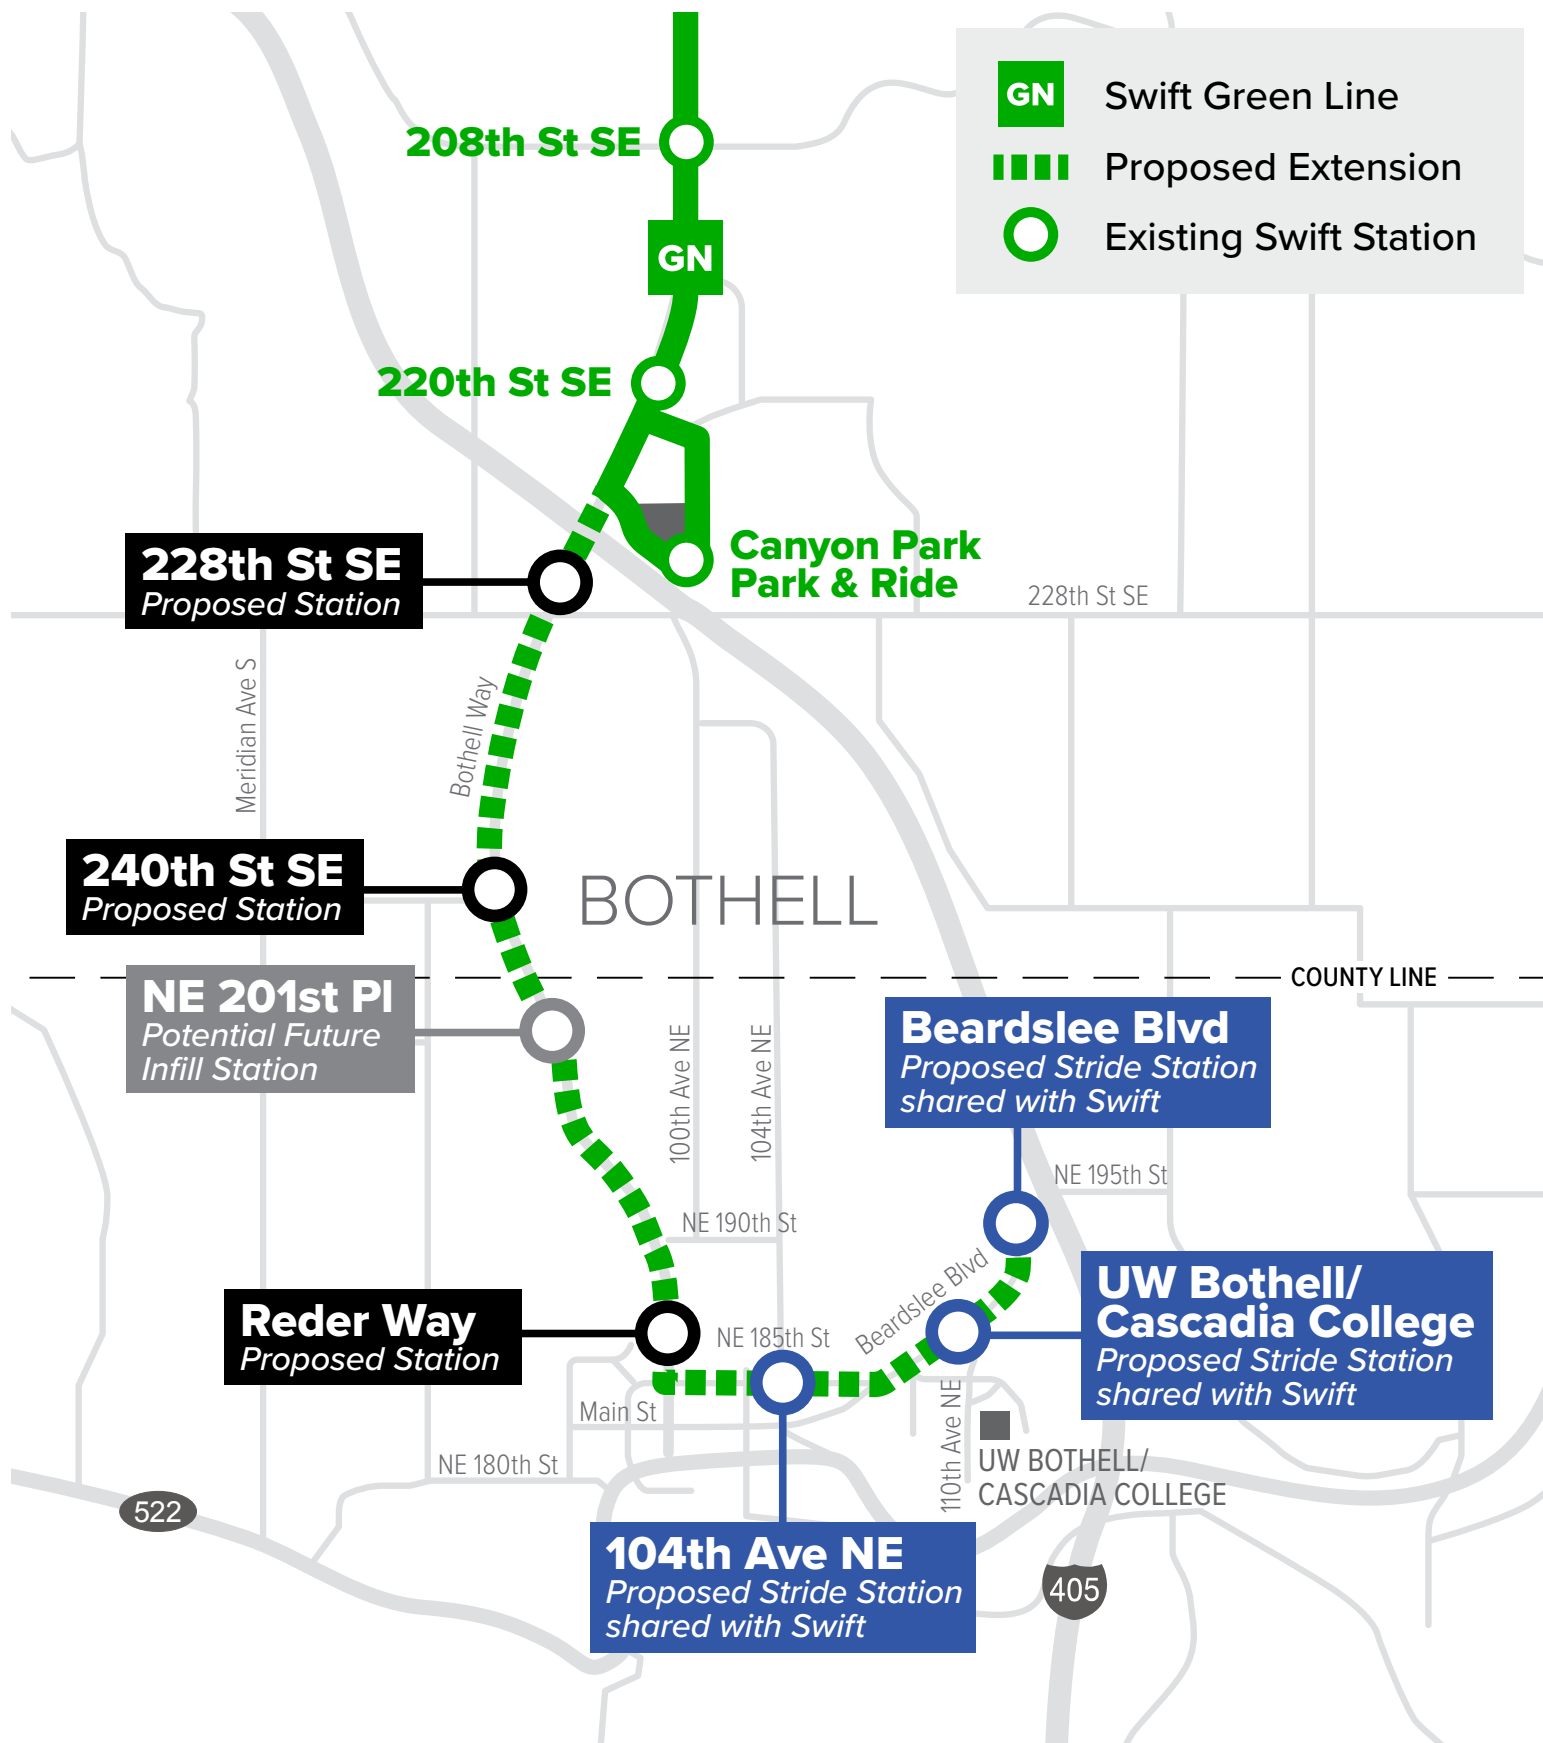 GN
Swift Green Line
Proposed Extension
Existing Swift Station
208th St SE
GN
220th St SE
Canyon Park
Park & Ride
228th St SE
Proposed Station
228th St SE
Meridian Ave S
Bothell Way
240th St SE
Proposed Station
BOTHELL
COUNTY LINE
NE 201st Pl
Potential Future
Infill Station
Beardslee Blvd
Proposed Stride Station
shared with Swift
100th Ave NE
104th Ave NE
NE 195th St
NE 190th St
Beardslee Blvd
UW Bothell/
Cascadia College
Proposed Stride Station
shared with Swift
Reder Way
Proposed Station
NE 185th St
Main St
110th Ave NE
NE 180th St
UW BOTHELL/
CASCADIA COLLEGE
522
104th Ave NE
Proposed Stride Station
shared with Swift
405